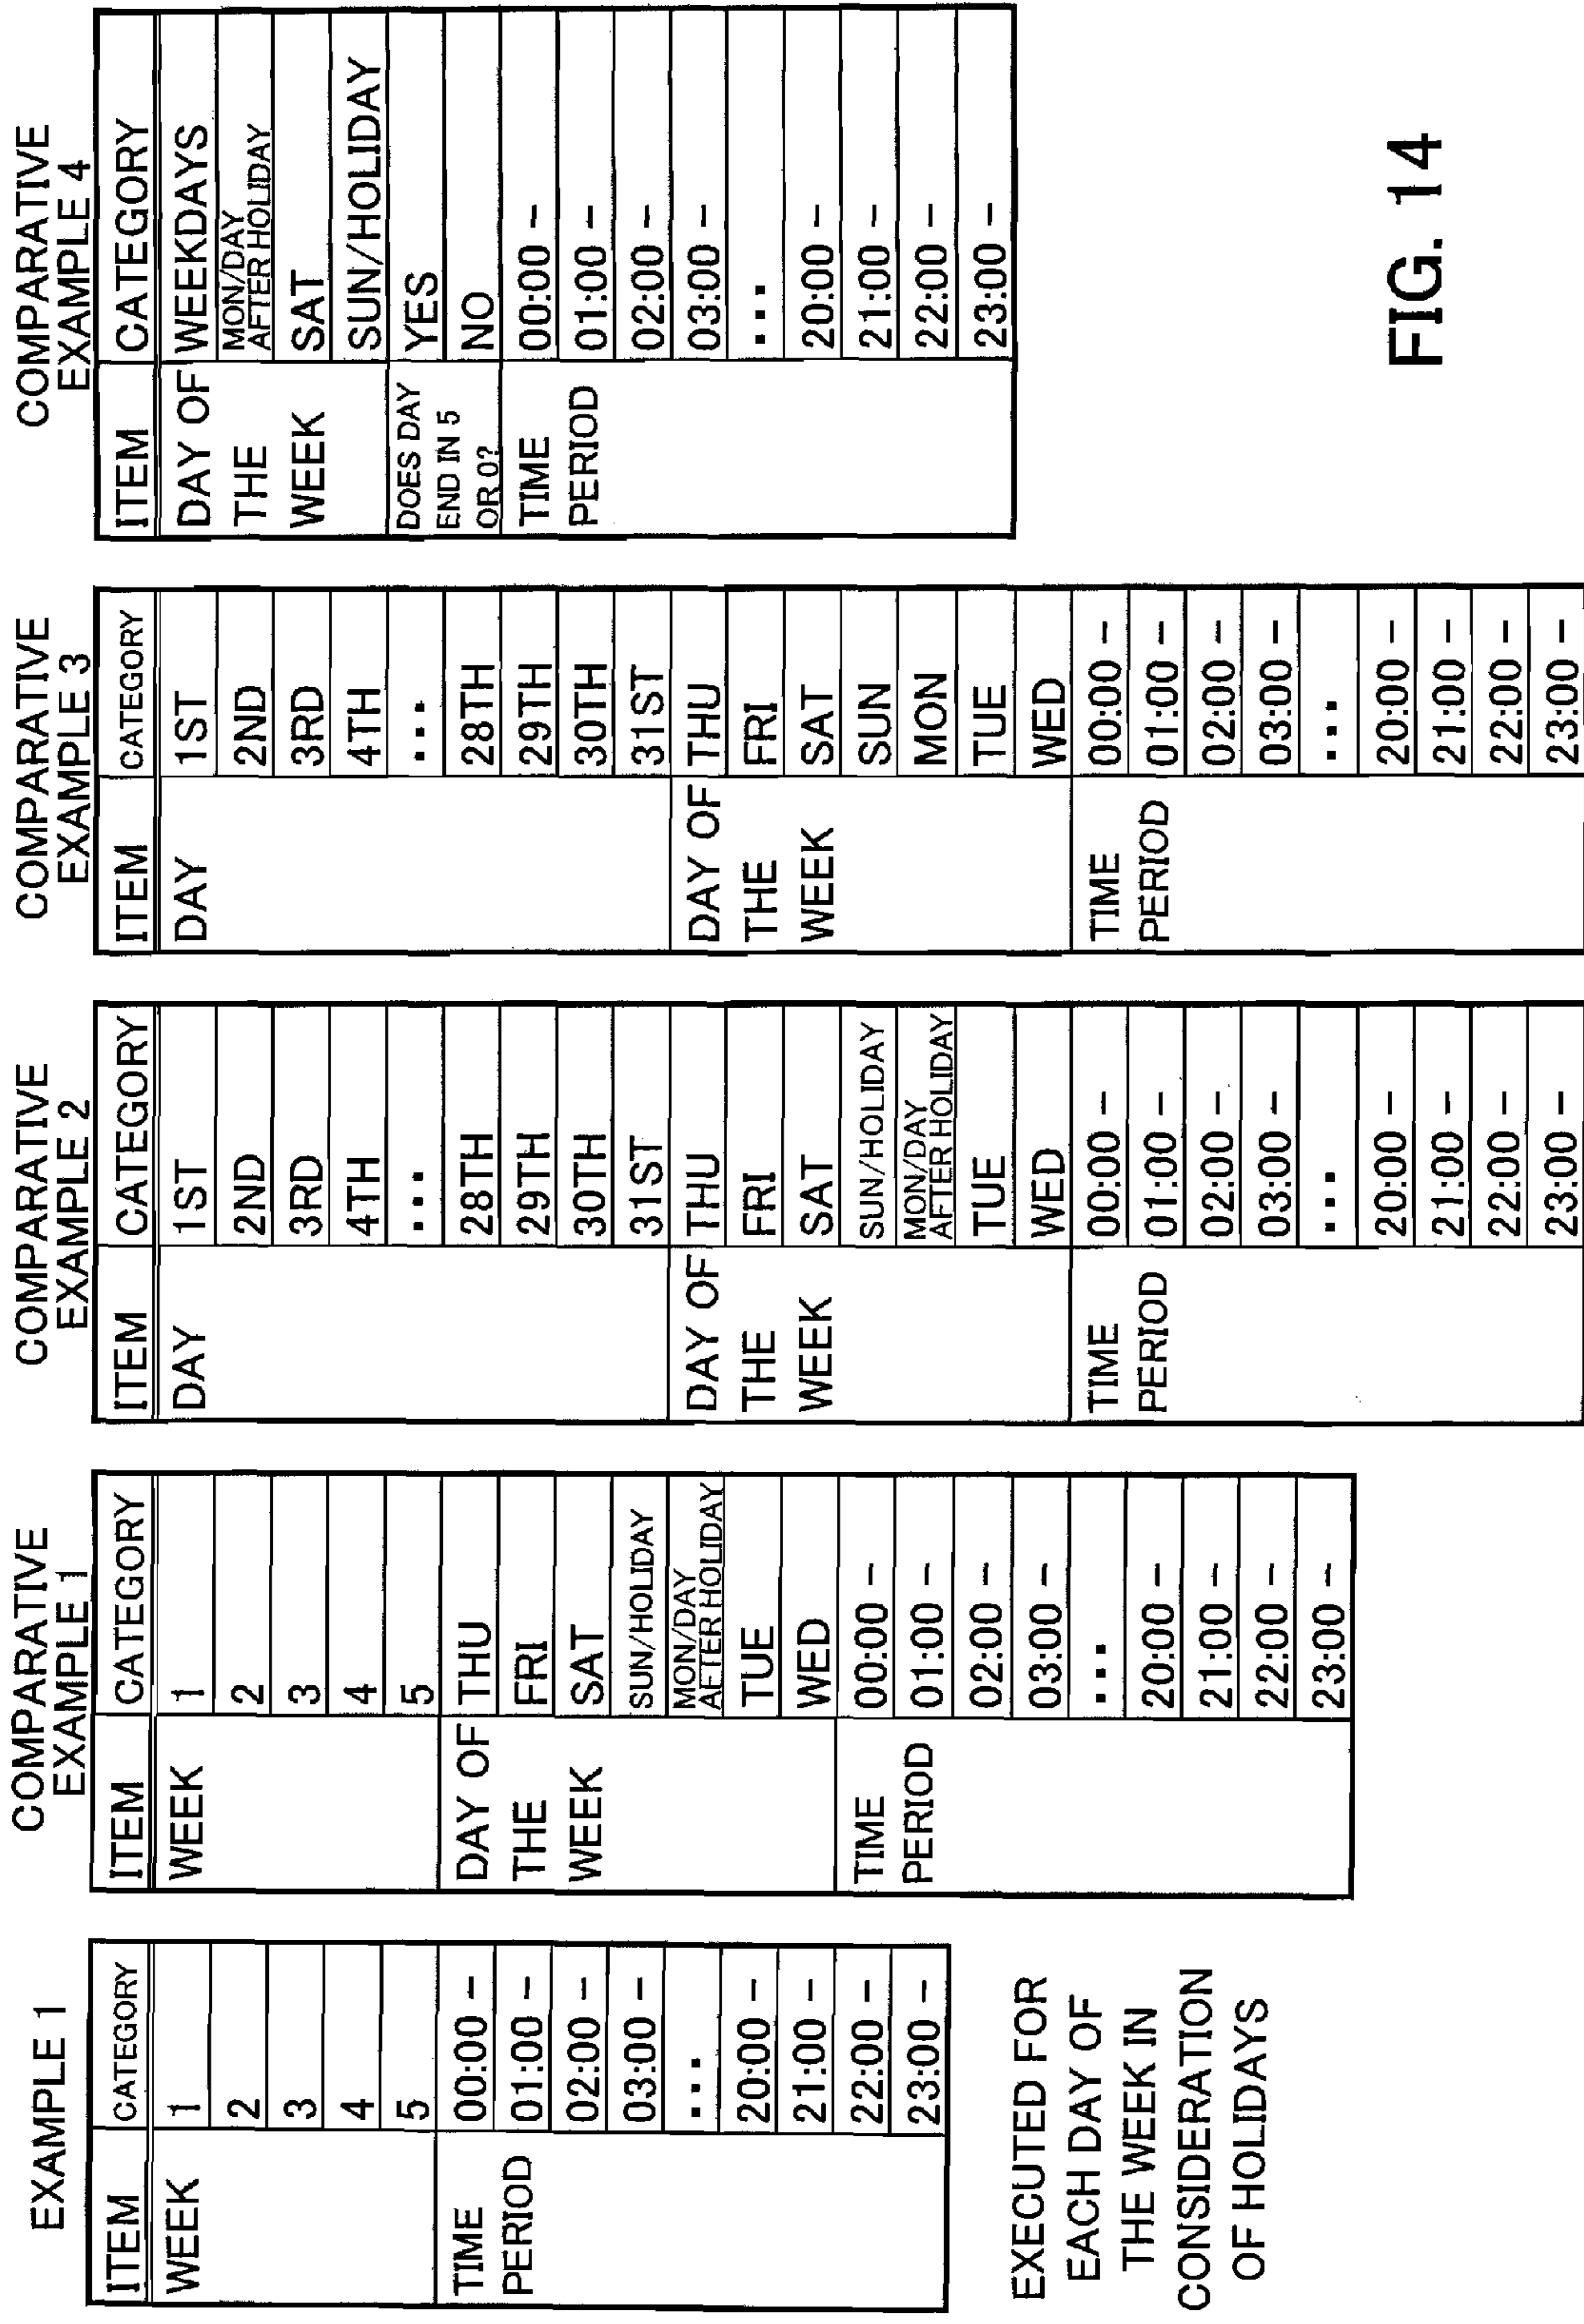 EXAMPLE 1
ITEM CATEGORY
WEEK 1
2
3
4
5
TIME PERIOD 00:00 –
01:00 –
02:00 –
03:00 –
...
20:00 –
21:00 –
22:00 –
23:00 –
EXECUTED FOR
EACH DAY OF
THE WEEK IN
CONSIDERATION
OF HOLIDAYS
COMPARATIVE
EXAMPLE 1
ITEM CATEGORY
WEEK 1
2
3
4
5
DAY OF THU
THE FRI
WEEK SAT
SUN/HOLIDAY
MON/DAY
AFTER HOLIDAY
TUE
WED
TIME 00:00 –
PERIOD 01:00 –
02:00 –
03:00 –
...
20:00 –
21:00 –
22:00 –
23:00 –
COMPARATIVE
EXAMPLE 2
ITEM CATEGORY
DAY 1ST
2ND
3RD
4TH
...
28TH
29TH
30TH
31ST
DAY OF THU
THE FRI
WEEK SAT
SUN/HOLIDAY
MON/DAY
AFTER HOLIDAY
TUE
WED
TIME 00:00 –
PERIOD 01:00 –
02:00 –
03:00 –
...
20:00 –
21:00 –
22:00 –
23:00 –
COMPARATIVE
EXAMPLE 3
ITEM CATEGORY
DAY 1ST
2ND
3RD
4TH
...
28TH
29TH
30TH
31ST
DAY OF THU
THE FRI
WEEK SAT
SUN
MON
TUE
WED
TIME 00:00 –
PERIOD 01:00 –
02:00 –
03:00 –
...
20:00 –
21:00 –
22:00 –
23:00 –
COMPARATIVE
EXAMPLE 4
ITEM CATEGORY
DAY OF WEEKDAYS
THE MON/DAY
AFTER HOLIDAY
WEEK SAT
SUN/HOLIDAY
DOES DAY YES
END IN 5
OR 0? NO
TIME 00:00 –
PERIOD 01:00 –
02:00 –
03:00 –
...
20:00 –
21:00 –
22:00 –
23:00 –
FIG. 14